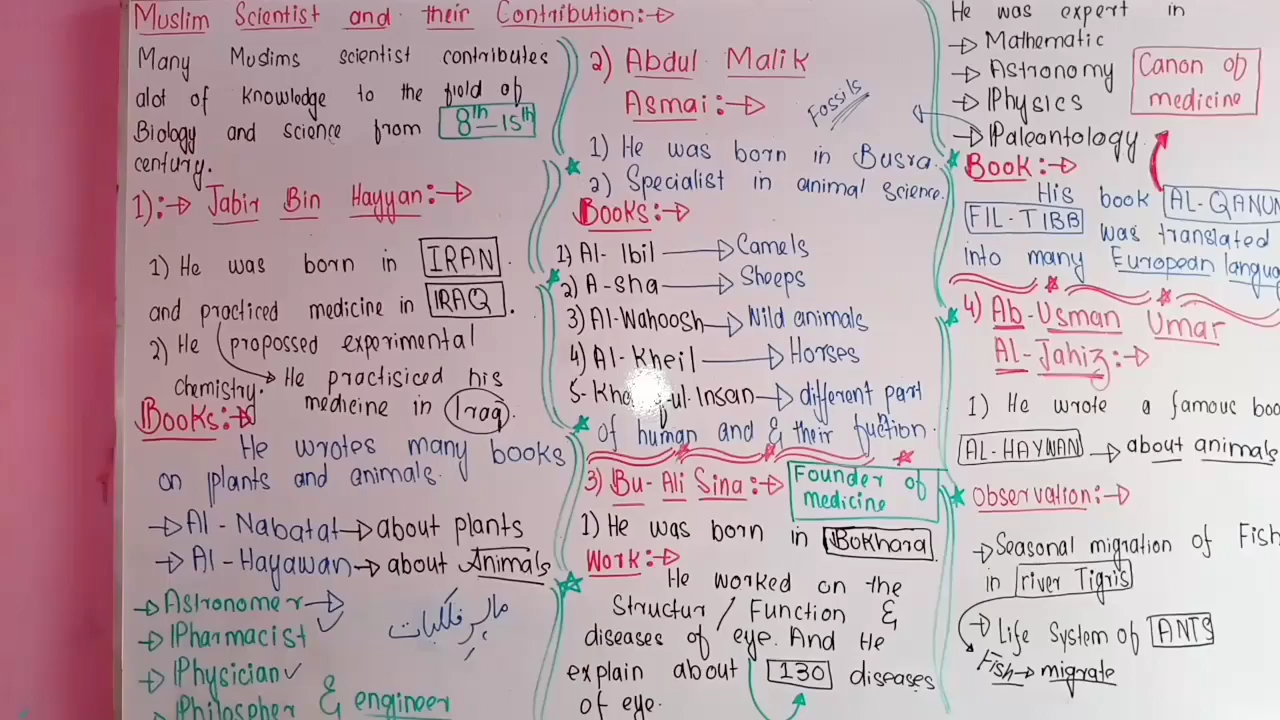 Muslim Scientist and their Contribution:->
Many Muslims scientist contributes
alot of knowledge to the field of
Biology and science from 8th-15th
century.
1):-> Jabir Bin Hayyan:->
1) He was born in IRAN.
and practiced medicine in IRAQ.
2) He propossed experimental
chemistry. -> He practisiced his
medicine in Iraq.
Books:->
He wrotes many books
on plants and animals.
-> Al-Nabatat -> about plants
-> Al-Hayawan -> about Animals
-> Astronomer ->
ماہر فلکیات
-> Pharmacist ✓
-> Physician ✓
-> Philospher & engineer
2) Abdul Malik
Asmai:->
Fossils
1) He was born in Busra.
2) Specialist in animal science.
Books:->
1) Al-Ibil -> Camels
2) A-sha -> Sheeps
3) Al-Wahoosh -> Wild animals
4) Al-Kheil -> Horses
5- ul-Insan -> different part
of human and & their fuction.
3) Bu-Ali Sina:-> Founder of
medicine
1) He was born in Bokhara
Work:->
He worked on the
Structur / Function &
diseases of eye. And He
explain about 130 diseases
of eye.
He was expert in
-> Mathematic
-> Astronomy
-> Physics
-> Paleantology
Canon of
medicine
Book:->
His book AL-QANUN
FIL-TIBB was translated
into many European langua
4) Ab-Usman Umar
Al-Jahiz:->
1) He wrote a famous boo
AL-HAYWAN -> about animals
Observation:->
-> Seasonal migration of Fish
in river Tigris
-> Life System of ANTS
Fish -> migrate